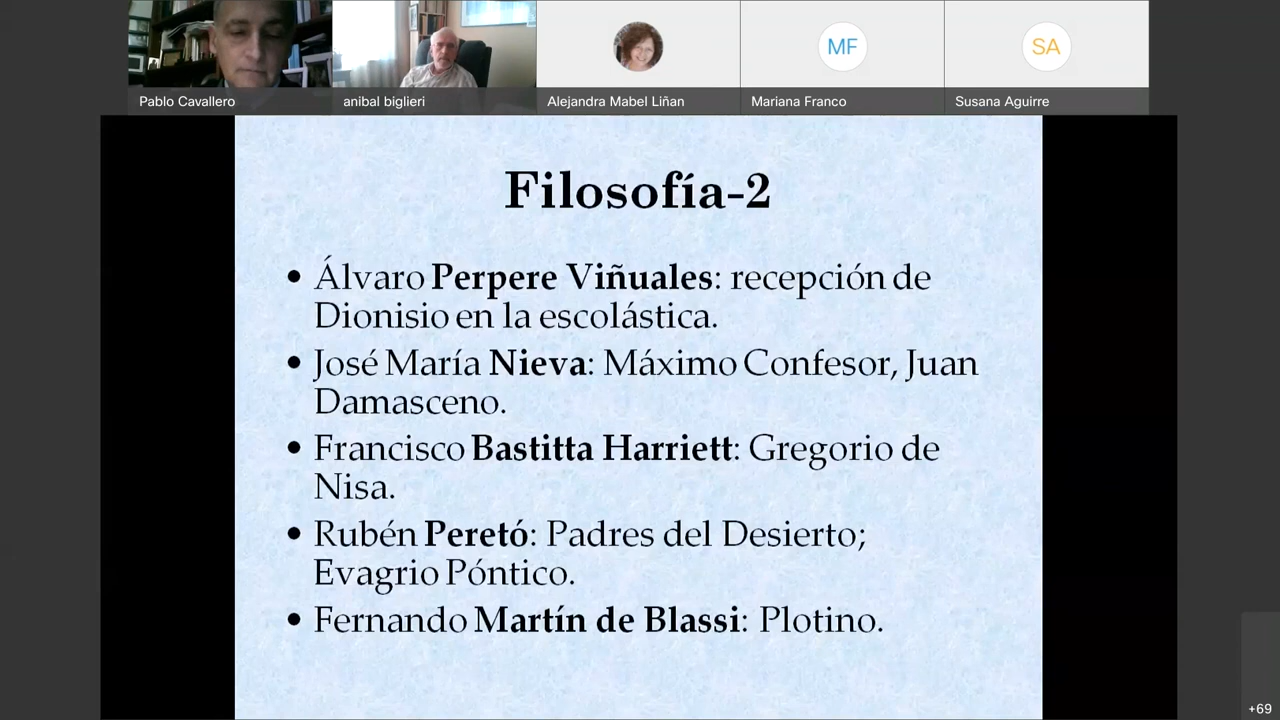 Pablo Cavallero
anibal biglieri
Alejandra Mabel Liñan
MF
Mariana Franco
SA
Susana Aguirre
Filosofía-2
• Álvaro Perpere Viñuales: recepción de
Dionisio en la escolástica.
• José María Nieva: Máximo Confesor, Juan
Damasceno.
• Francisco Bastitta Harriett: Gregorio de
Nisa.
• Rubén Peretó: Padres del Desierto;
Evagrio Póntico.
• Fernando Martín de Blassi: Plotino.
+69